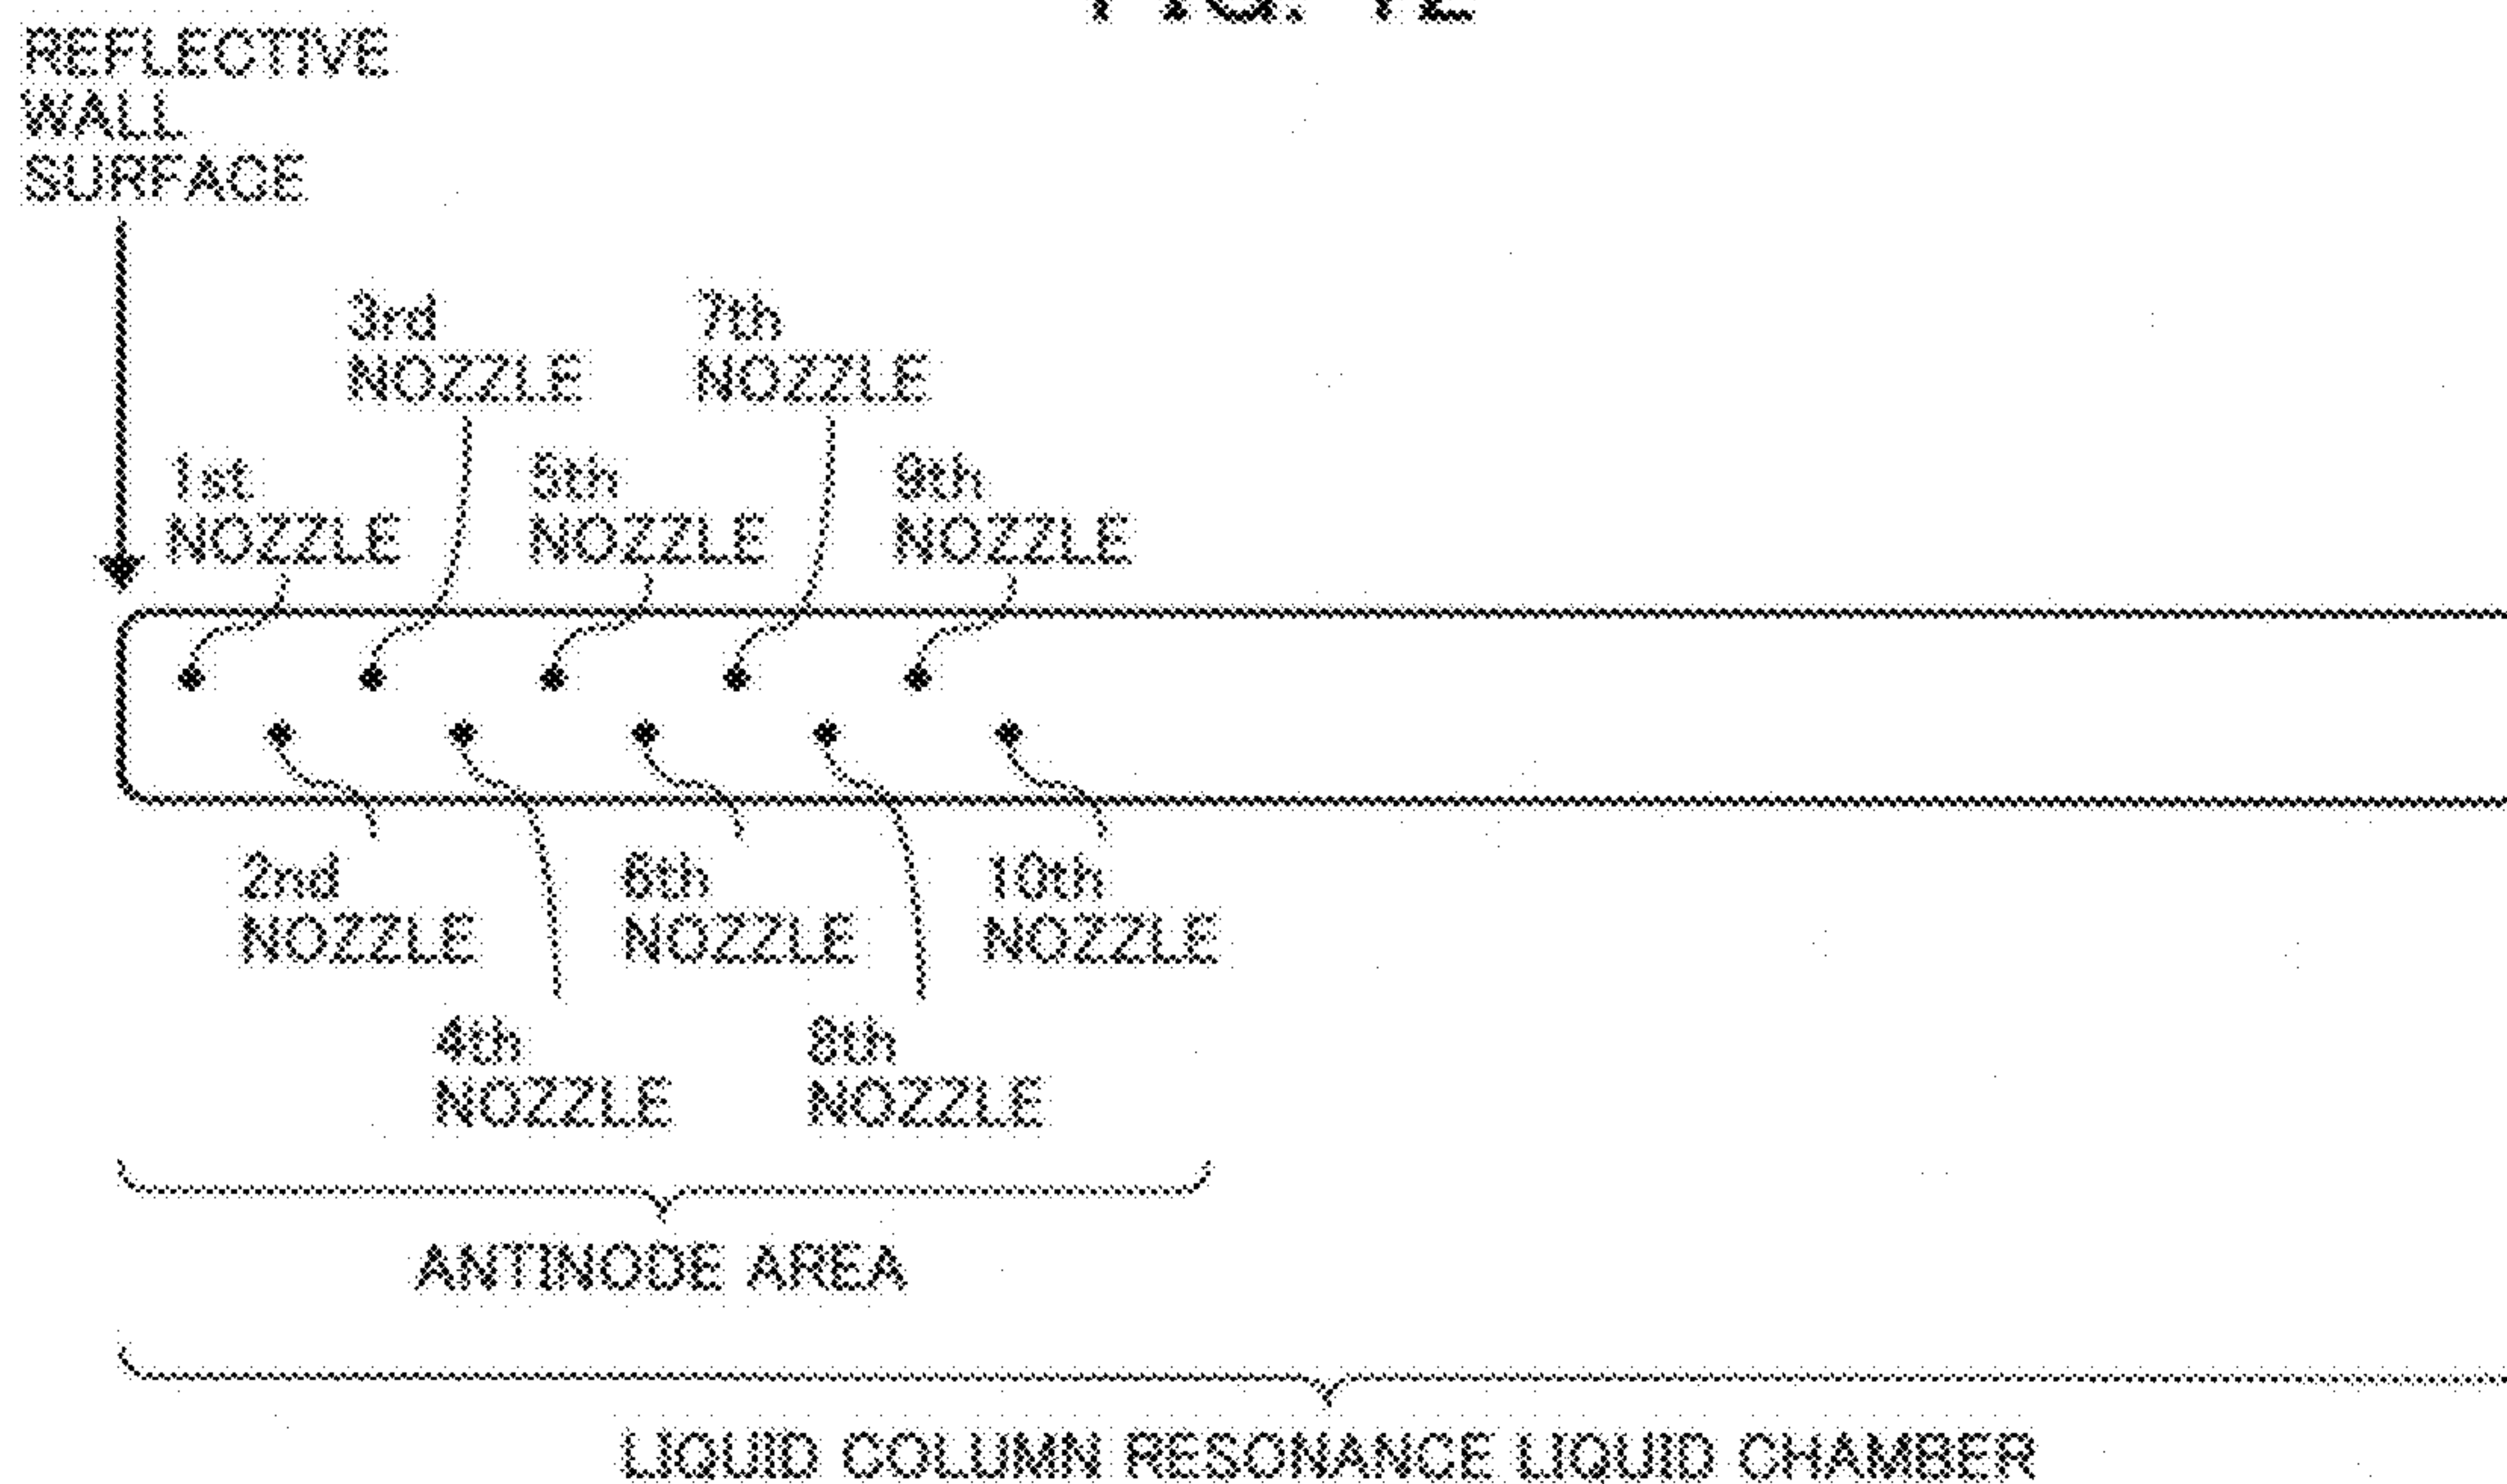 REFLECTIVE
WALL
SURFACE
3rd
NOZZLE
7th
NOZZLE
1st
NOZZLE
5th
NOZZLE
9th
NOZZLE
2nd
NOZZLE
6th
NOZZLE
10th
NOZZLE
4th
NOZZLE
8th
NOZZLE
ANTINODE AREA
LIQUID COLUMN RESONANCE LIQUID CHAMBER